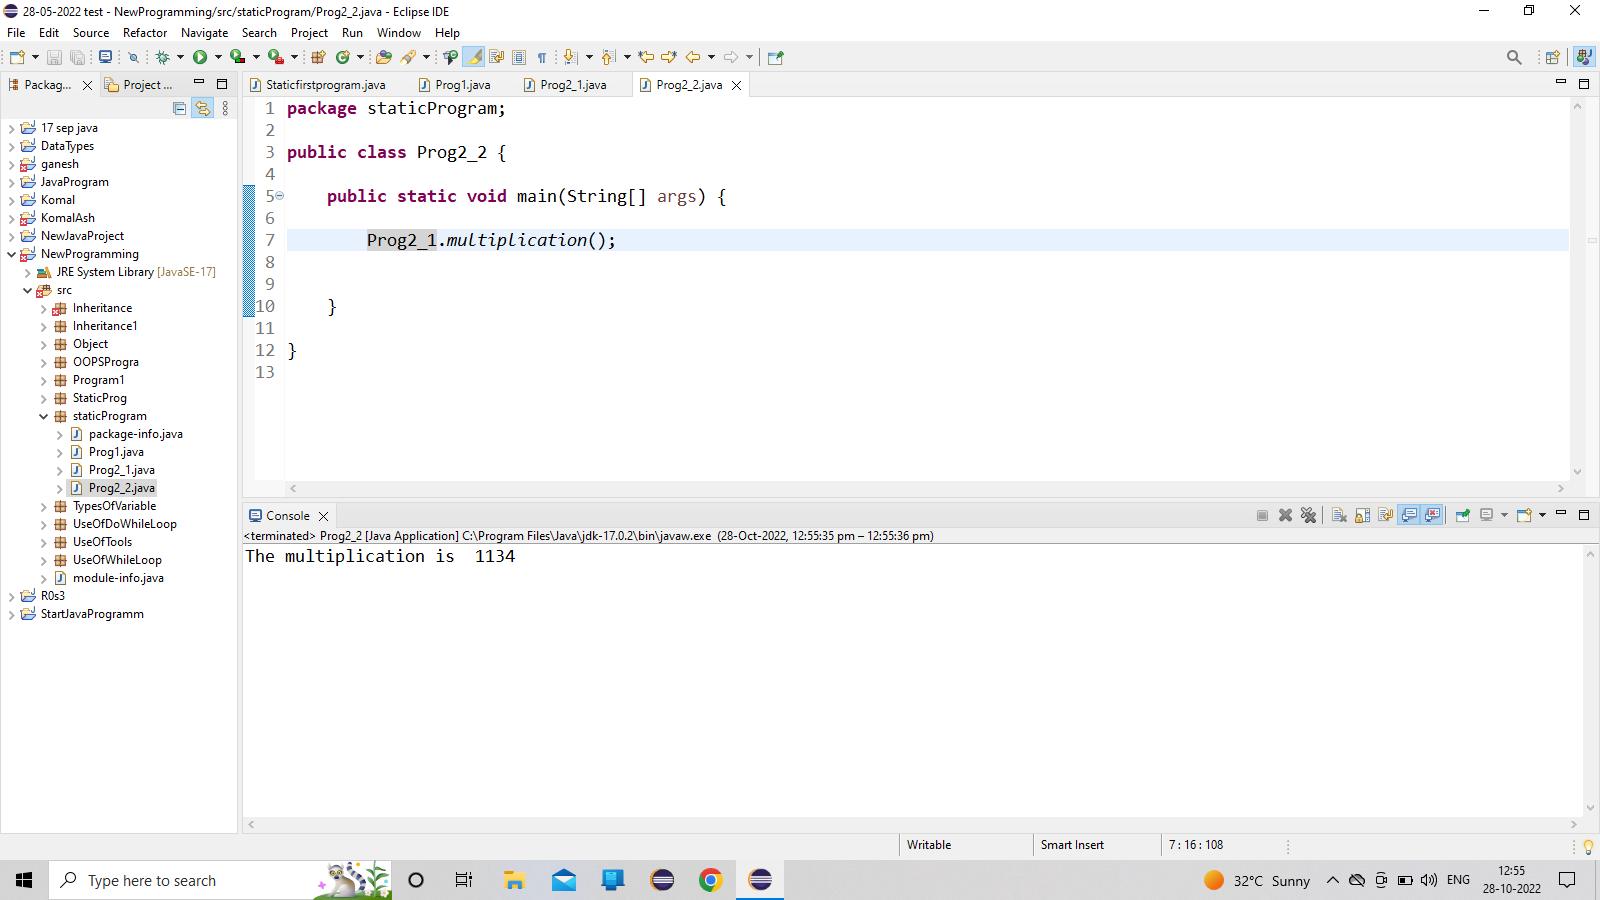 28-05-2022 test - NewProgramming/src/staticProgram/Prog2_2.java - Eclipse IDE
File Edit Source Refactor Navigate Search Project Run Window Help
Packag... Project ...
17 sep java
DataTypes
ganesh
JavaProgram
Komal
KomalAsh
NewJavaProject
NewProgramming
JRE System Library [JavaSE-17]
src
Inheritance
Inheritance1
Object
OOPSProgra
Program1
StaticProg
staticProgram
package-info.java
Prog1.java
Prog2_1.java
Prog2_2.java
TypesOfVariable
UseOfDoWhileLoop
UseOfTools
UseOfWhileLoop
module-info.java
R0s3
StartJavaProgramm
Staticfirstprogram.java Prog1.java Prog2_1.java Prog2_2.java
1 package staticProgram;
2
3 public class Prog2_2 {
4
5 public static void main(String[] args) {
6
7 Prog2_1.multiplication();
8
9
10 }
11
12 }
13
Console
<terminated> Prog2_2 [Java Application] C:\Program Files\Java\jdk-17.0.2\bin\javaw.exe (28-Oct-2022, 12:55:35 pm – 12:55:36 pm)
The multiplication is  1134
Writable Smart Insert 7 : 16 : 108
Type here to search
32°C Sunny ENG
12:55
28-10-2022